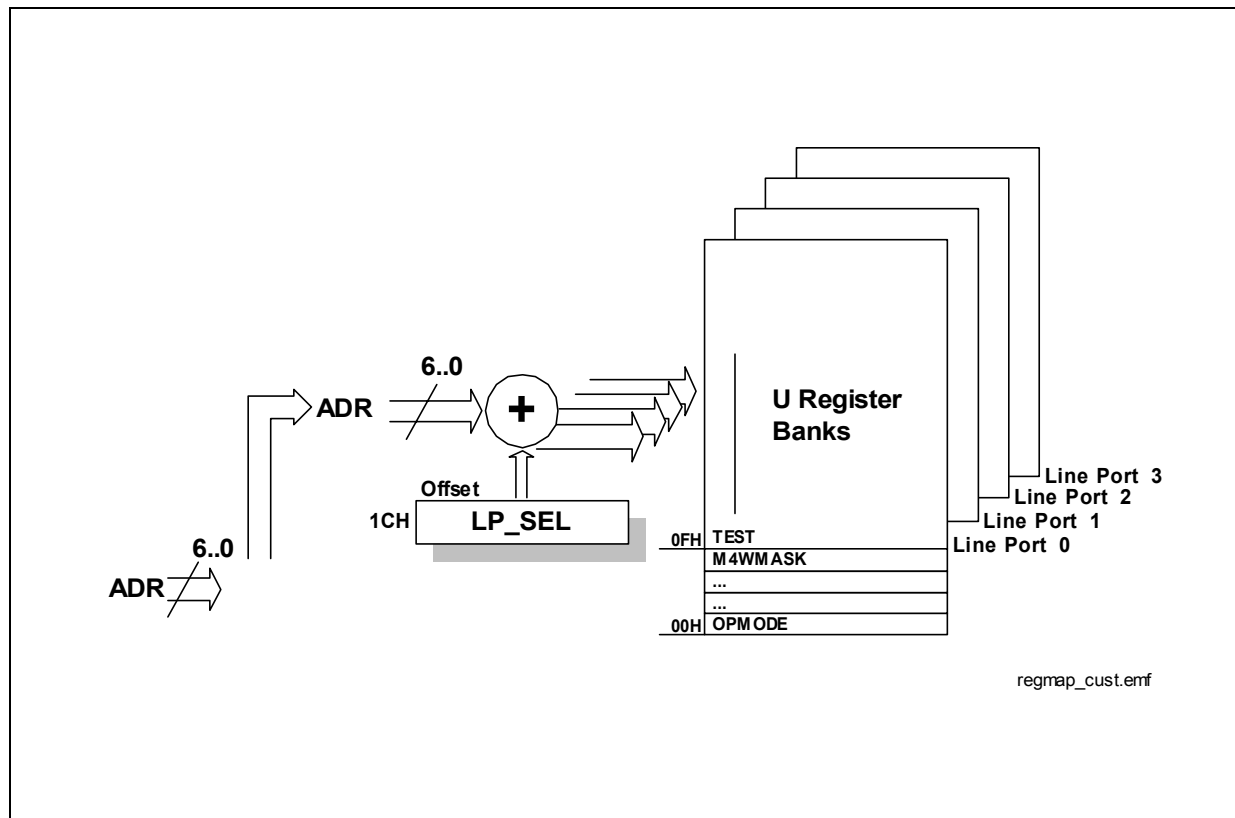 6..0
ADR
6..0
ADR
+
Offset
1CH
LP_SEL
U Register
Banks
Line Port 3
Line Port 2
Line Port 1
Line Port 0
0FH
TEST
M4WMASK
...
...
00H
OPMODE
regmap_cust.emf